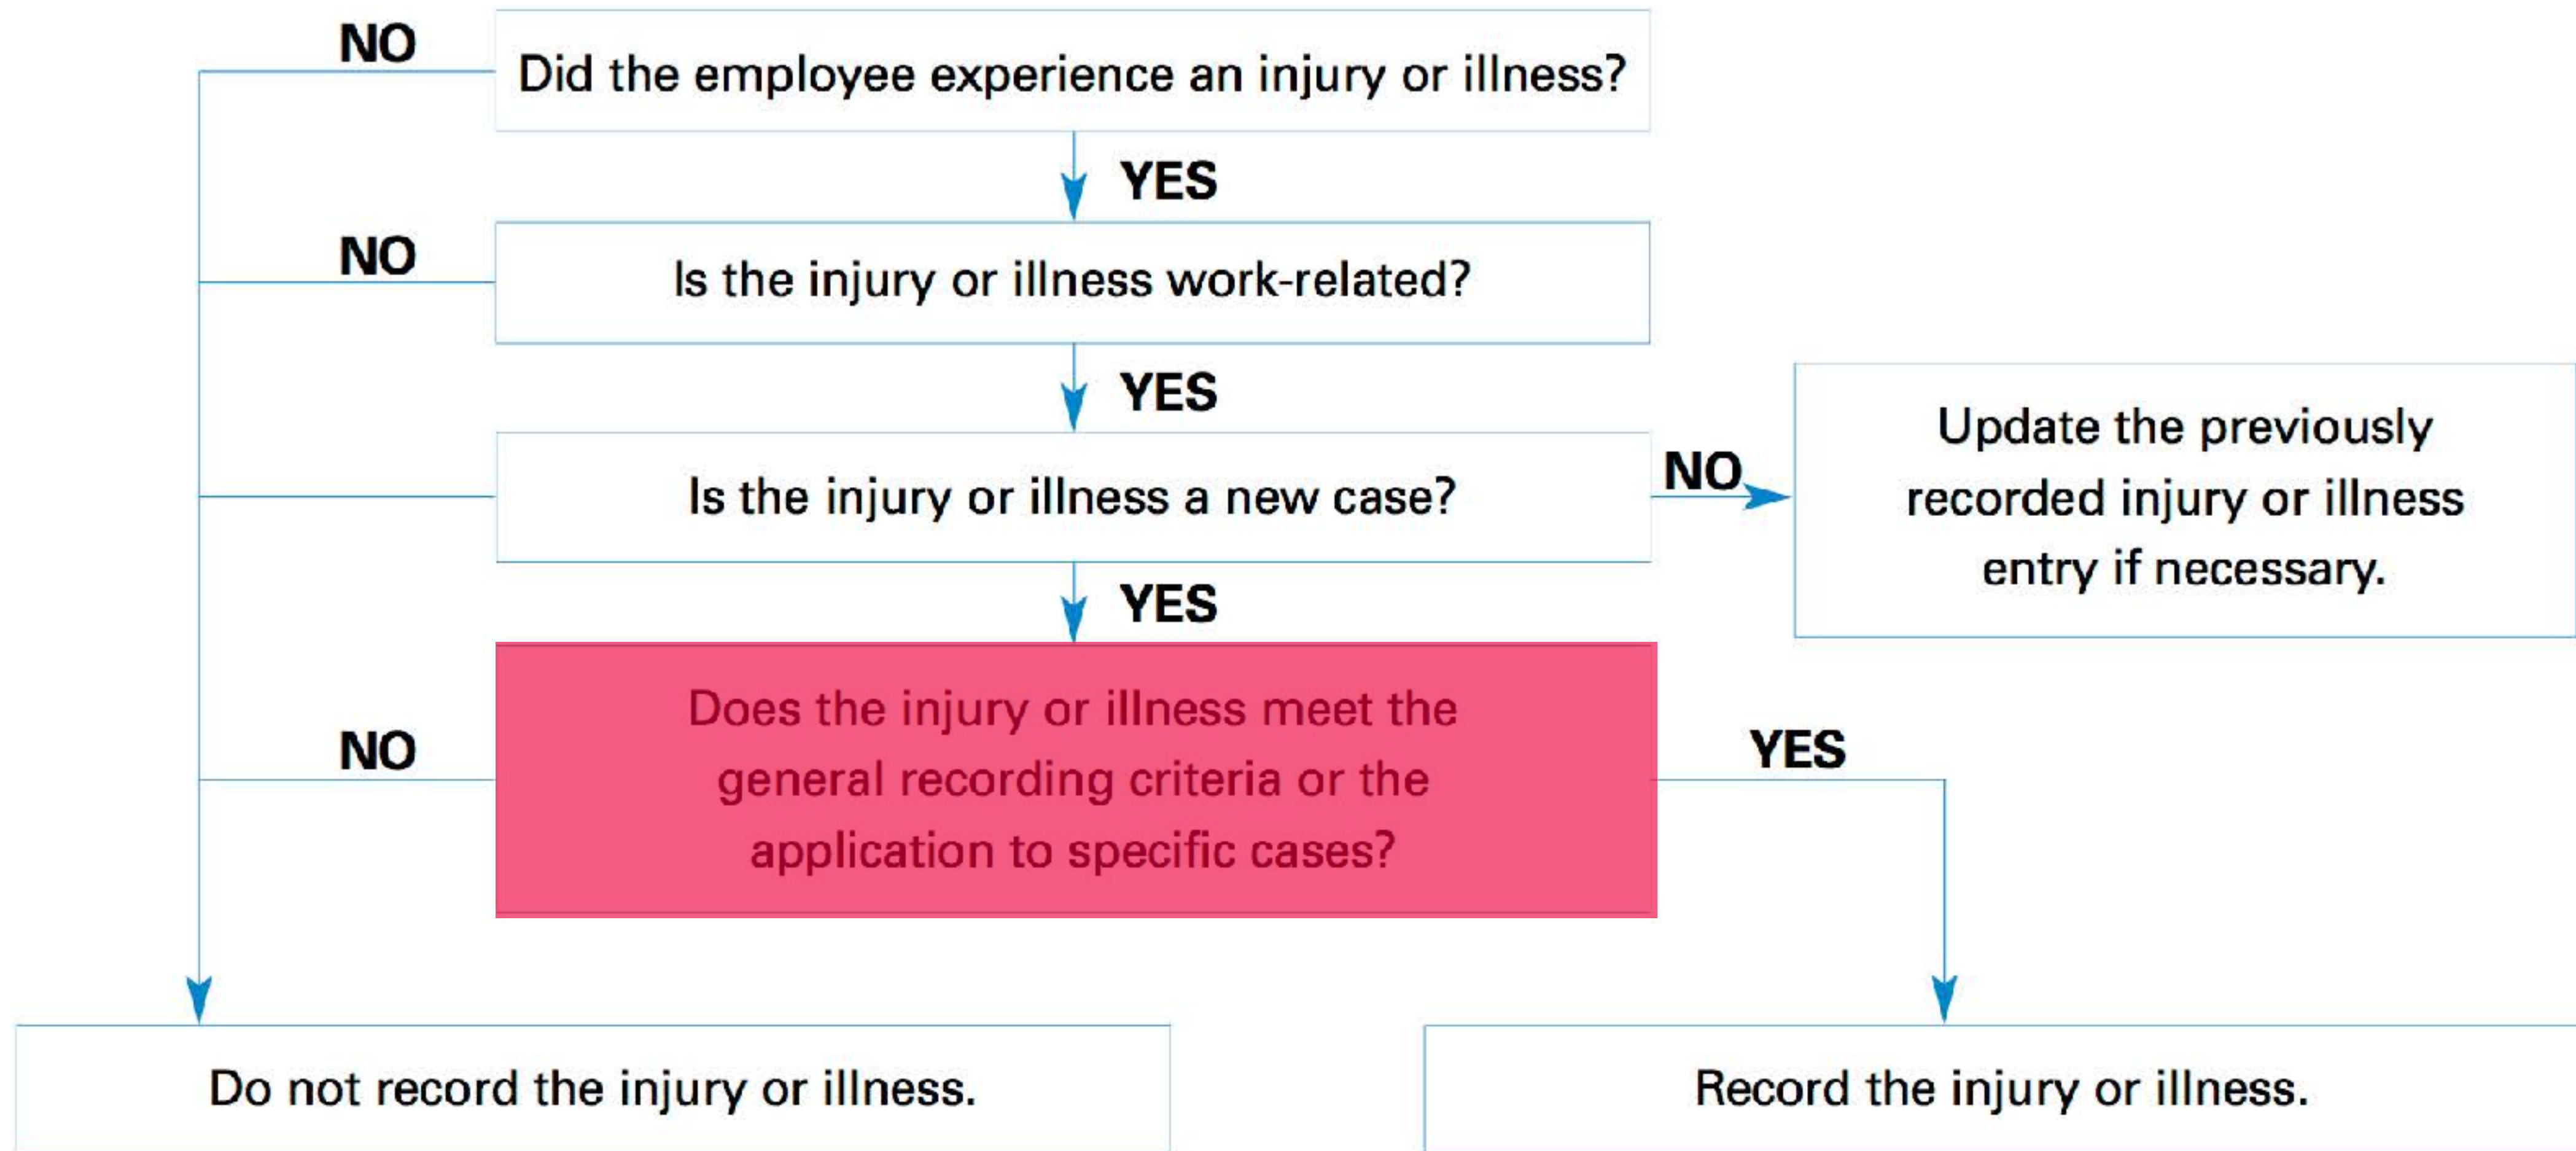 NO
Did the employee experience an injury or illness?
YES
NO
Is the injury or illness work-related?
YES
Is the injury or illness a new case?
NO
Update the previously
recorded injury or illness
entry if necessary.
YES
Does the injury or illness meet the
general recording criteria or the
application to specific cases?
NO
YES
Do not record the injury or illness.
Record the injury or illness.